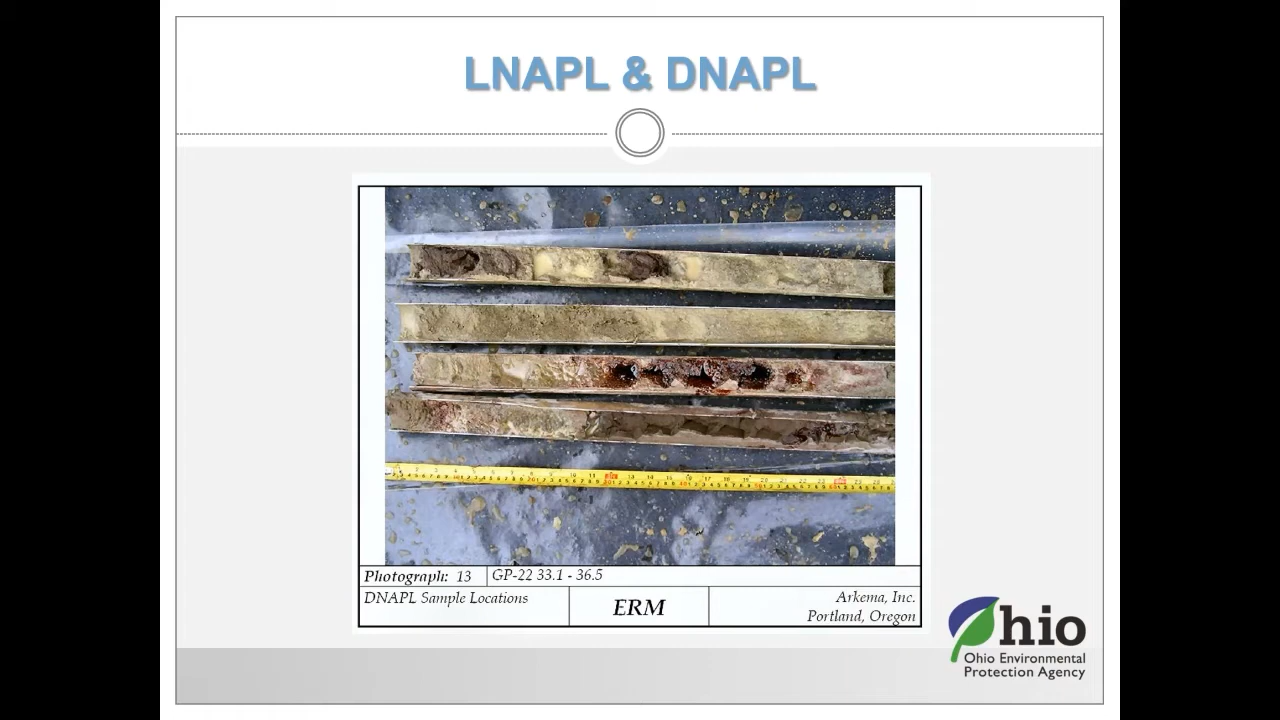 LNAPL & DNAPL
Photograph: 13
GP-22 33.1 - 36.5
DNAPL Sample Locations
ERM
Arkema, Inc.
Portland, Oregon
Ohio
Ohio Environmental
Protection Agency